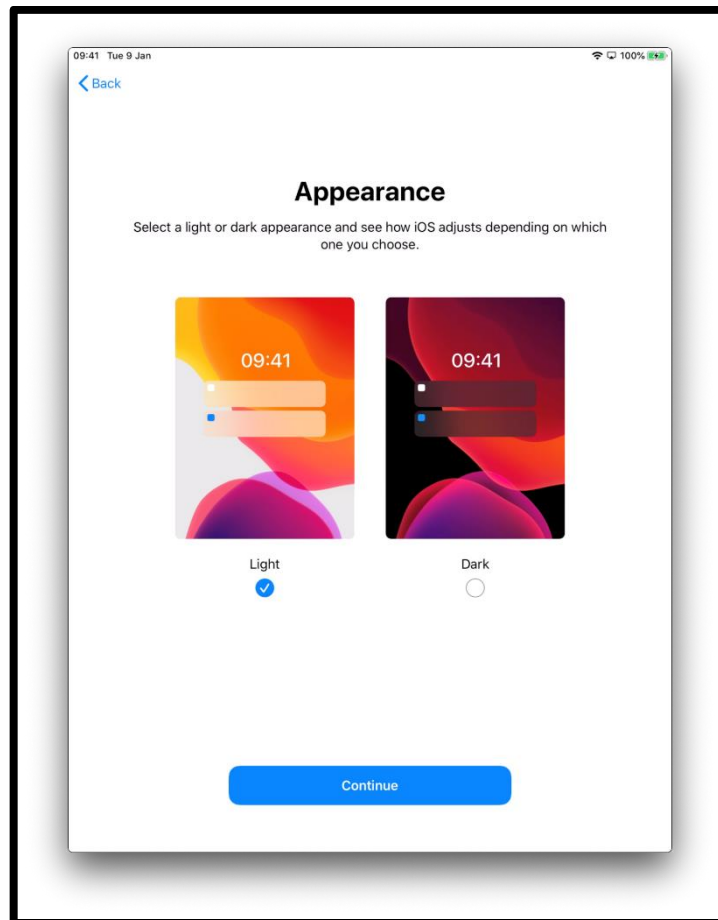 09:41 Tue 9 Jan
100%
Back
Appearance
Select a light or dark appearance and see how iOS adjusts depending on which
one you choose.
09:41
09:41
Light
Dark
Continue